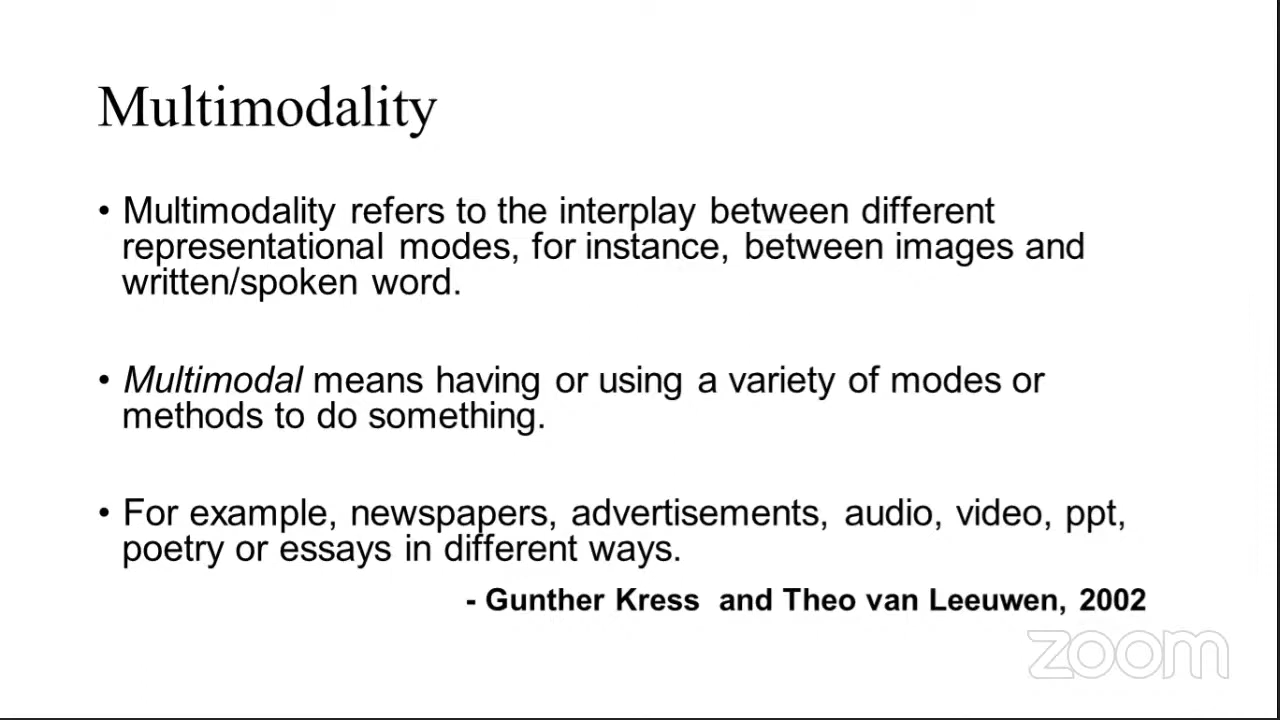 Multimodality
• Multimodality refers to the interplay between different
representational modes, for instance, between images and
written/spoken word.
• Multimodal means having or using a variety of modes or
methods to do something.
• For example, newspapers, advertisements, audio, video, ppt,
poetry or essays in different ways.
- Gunther Kress  and Theo van Leeuwen, 2002
zoom